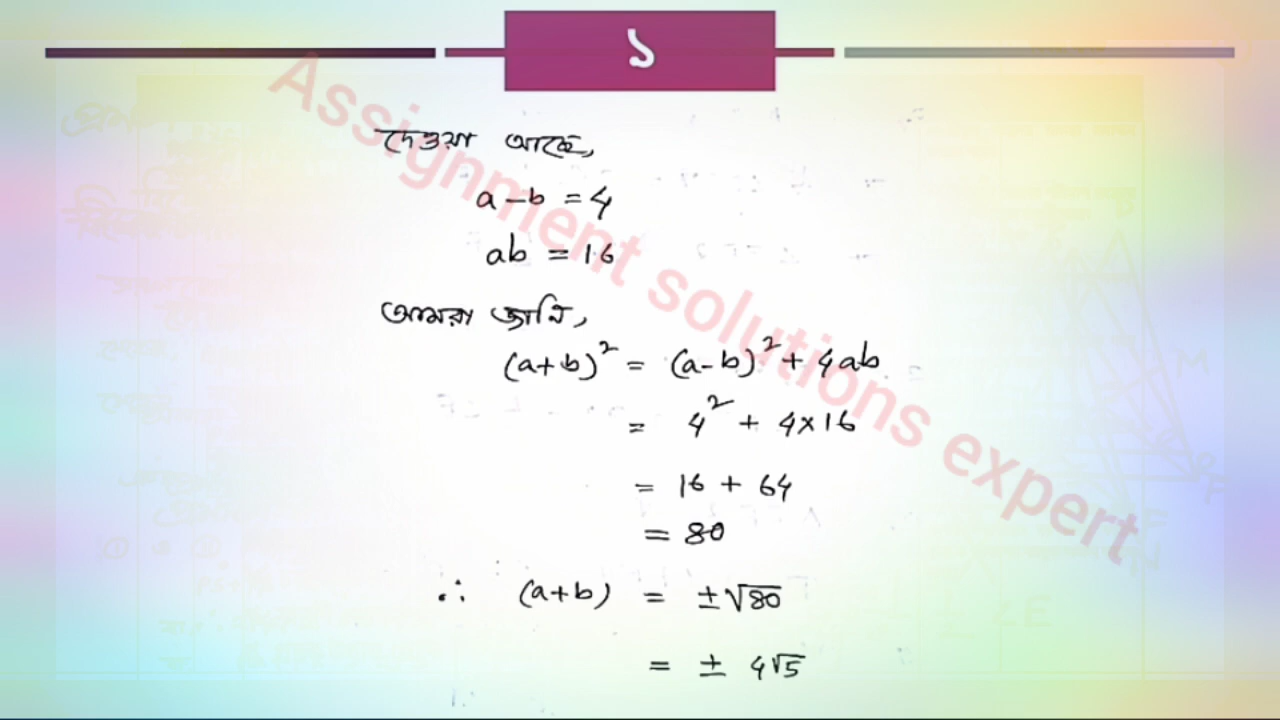 ১
দেওয়া আছে,
a-b = 4
ab = 16
আমরা জানি,
(a+b)² = (a-b)² + 4ab
= 4² + 4×16
= 16 + 64
= 80
∴ (a+b) = ±√80
= ± 4√5
Assignment solutions expert